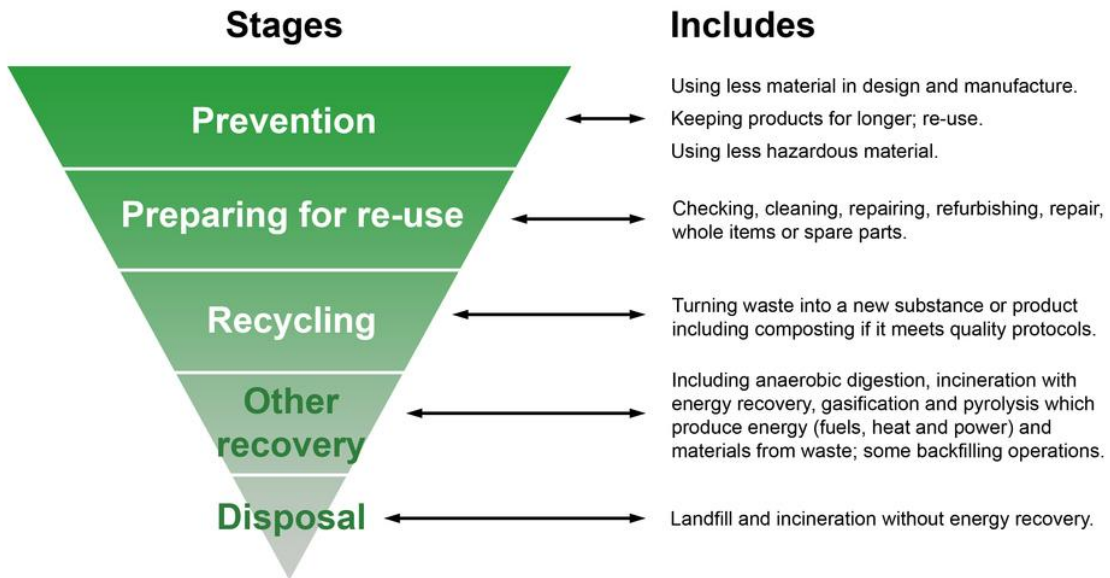 Stages
Includes
Prevention
Using less material in design and manufacture.
Keeping products for longer; re-use.
Using less hazardous material.
Preparing for re-use
Checking, cleaning, repairing, refurbishing, repair,
whole items or spare parts.
Recycling
Turning waste into a new substance or product
including composting if it meets quality protocols.
Other
recovery
Including anaerobic digestion, incineration with
energy recovery, gasification and pyrolysis which
produce energy (fuels, heat and power) and
materials from waste; some backfilling operations.
Disposal
Landfill and incineration without energy recovery.